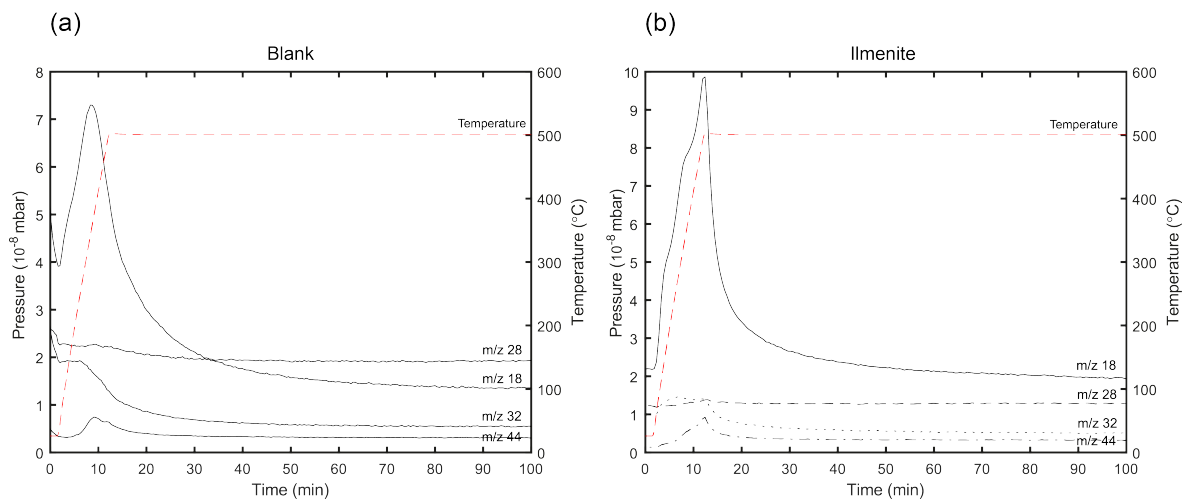 (a)
Blank
8
7
6
5
4
3
2
1
0
Pressure (10-8 mbar)
600
500
400
300
200
100
0
Temperature (°C)
Temperature
m/z 28
m/z 18
m/z 32
m/z 44
0 10 20 30 40 50 60 70 80 90 100
Time (min)
(b)
Ilmenite
10
9
8
7
6
5
4
3
2
1
0
Pressure (10-8 mbar)
600
500
400
300
200
100
0
Temperature (°C)
Temperature
m/z 18
m/z 28
m/z 32
m/z 44
0 10 20 30 40 50 60 70 80 90 100
Time (min)